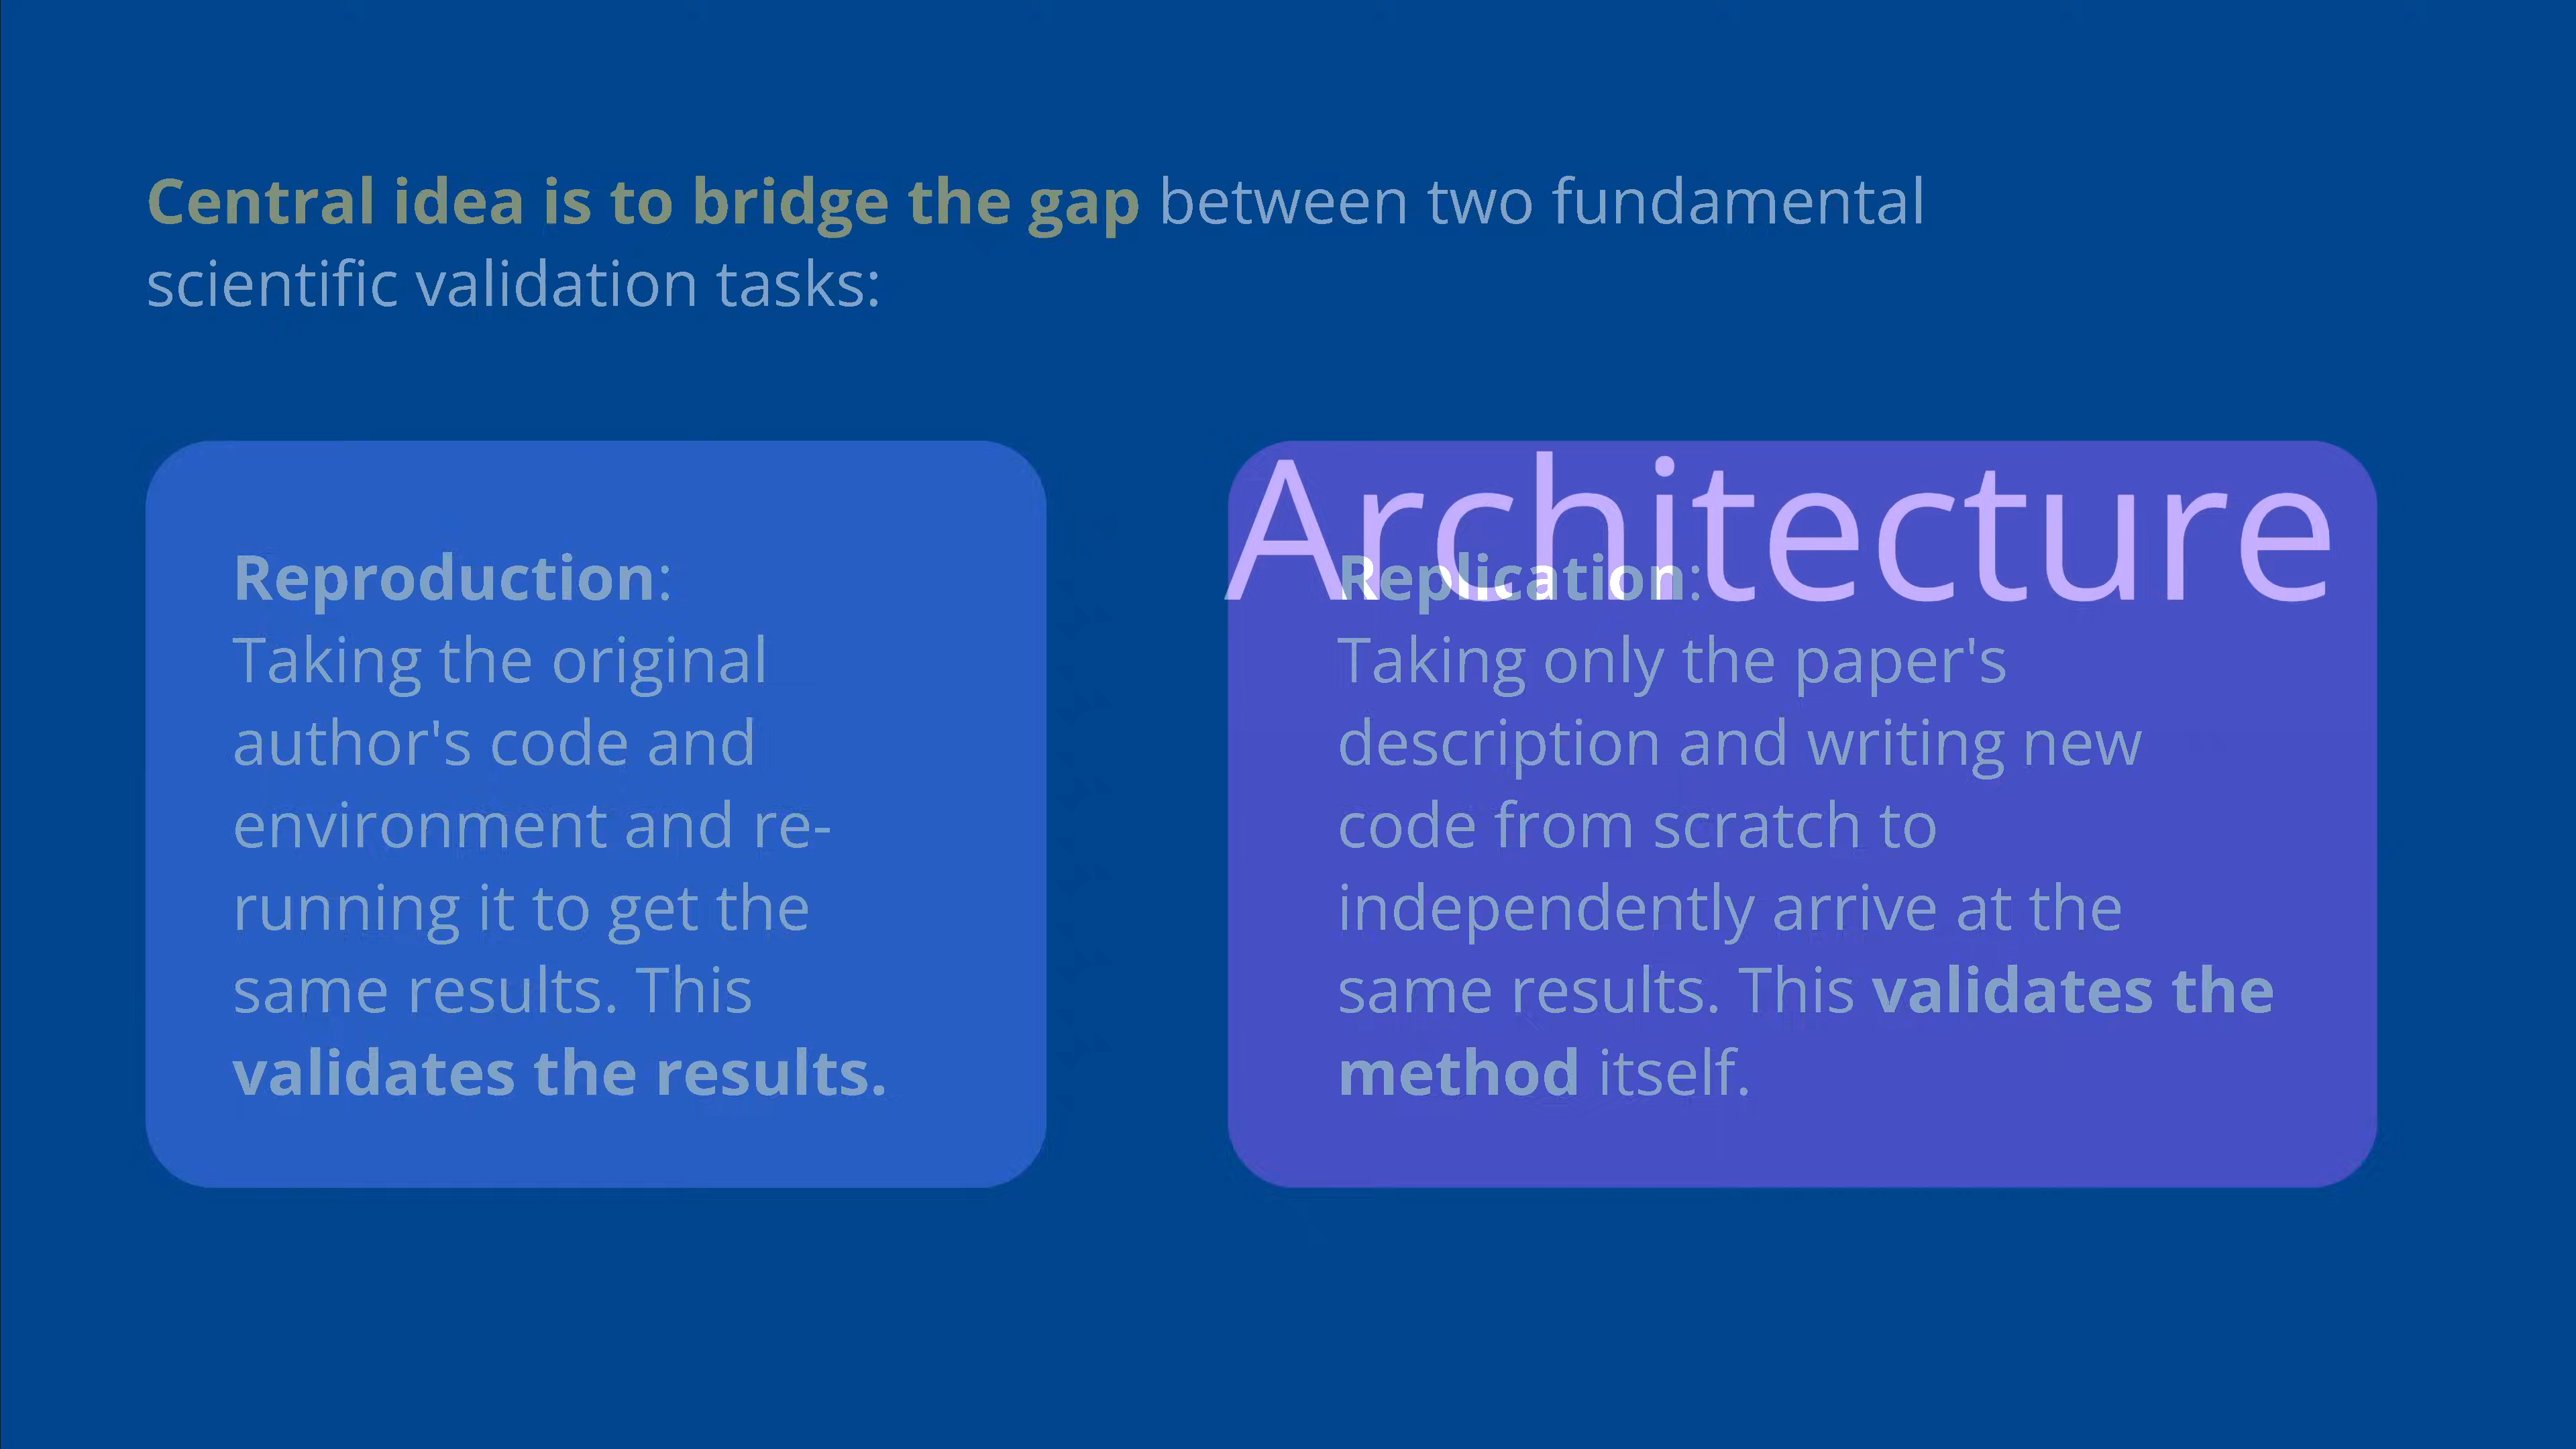 Central idea is to bridge the gap between two fundamental
scientific validation tasks:
Reproduction:
Taking the original
author's code and
environment and re-
running it to get the
same results. This
validates the results.
Architecture
Replication:
Taking only the paper's
description and writing new
code from scratch to
independently arrive at the
same results. This validates the
method itself.